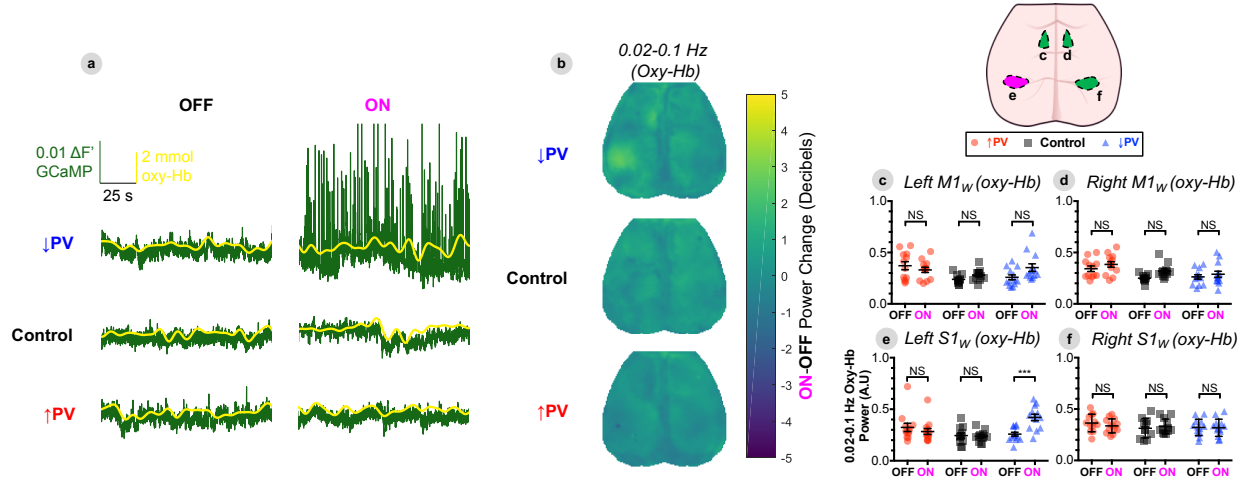 a
OFF
ON
0.01 ΔF'
GCaMP
2 mmol
oxy-Hb
25 s
↓PV
Control
↑PV
b
0.02-0.1 Hz
(Oxy-Hb)
↓PV
Control
↑PV
5
4
3
2
1
0
-1
-2
-3
-4
-5
ON-OFF Power Change (Decibels)
c
d
e
f
↑PV
Control
↓PV
c
Left M1W (oxy-Hb)
1.0
0.5
0.0
NS
NS
NS
OFF ON
OFF ON
OFF ON
d
Right M1W (oxy-Hb)
1.0
0.5
0.0
NS
NS
NS
OFF ON
OFF ON
OFF ON
e
Left S1W (oxy-Hb)
0.02-0.1 Hz Oxy-Hb
Power (A.U)
1.0
0.5
0.0
NS
NS
***
OFF ON
OFF ON
OFF ON
f
Right S1W (oxy-Hb)
1.0
0.5
0.0
NS
NS
NS
OFF ON
OFF ON
OFF ON